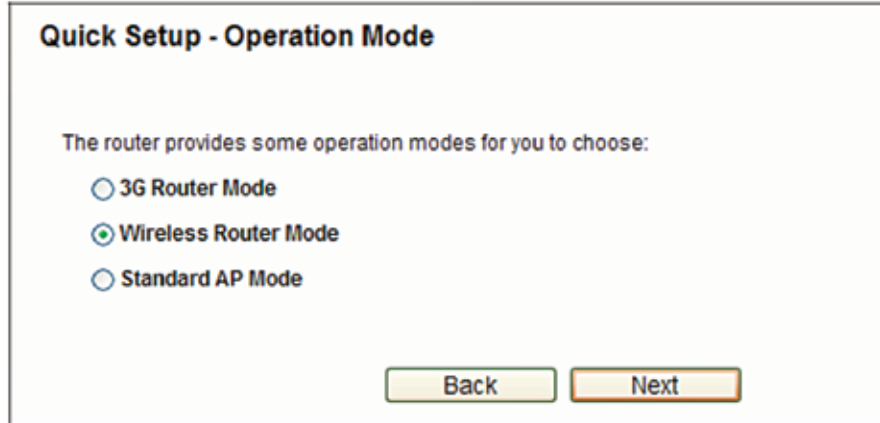 Quick Setup - Operation Mode
The router provides some operation modes for you to choose:
3G Router Mode
Wireless Router Mode
Standard AP Mode
Back Next